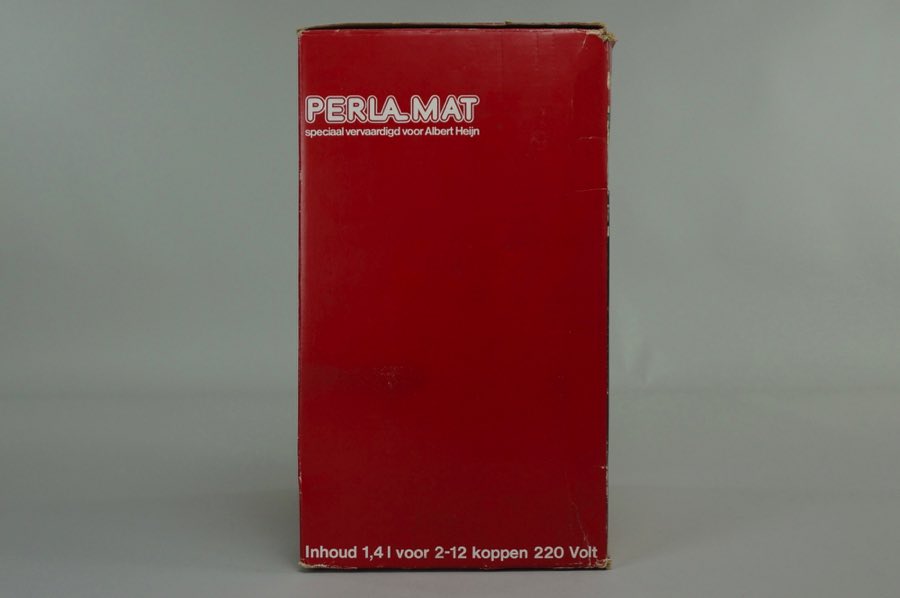 PERLA MAT
speciaal vervaardigd voor Albert Heijn
Inhoud 1,4 l voor 2-12 koppen 220 Volt